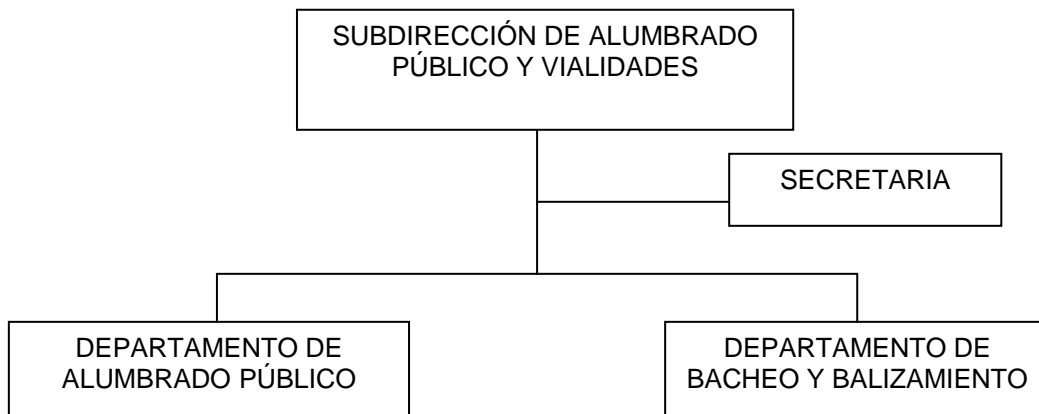 SUBDIRECCIÓN DE ALUMBRADO
PÚBLICO Y VIALIDADES
SECRETARIA
DEPARTAMENTO DE
ALUMBRADO PÚBLICO
DEPARTAMENTO DE
BACHEO Y BALIZAMIENTO